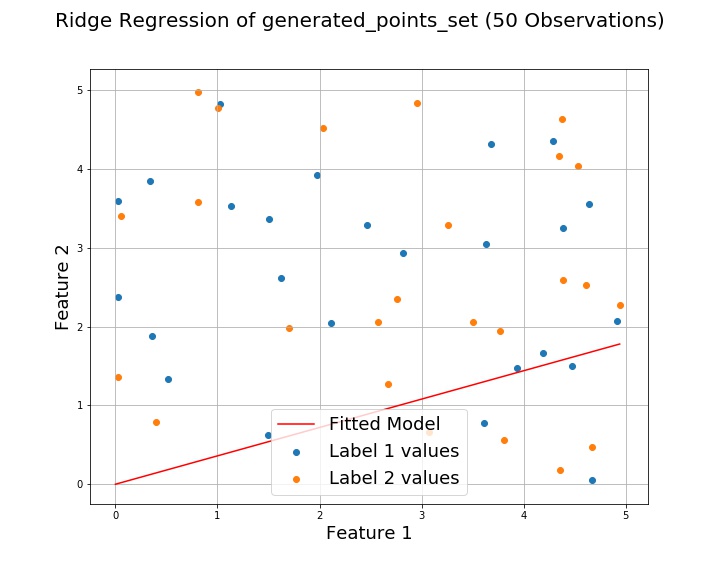 Ridge Regression of generated_points_set (50 Observations)
5
4
3
2
1
0
Feature 2
Fitted Model
Label 1 values
Label 2 values
0
1
2
3
4
5
Feature 1